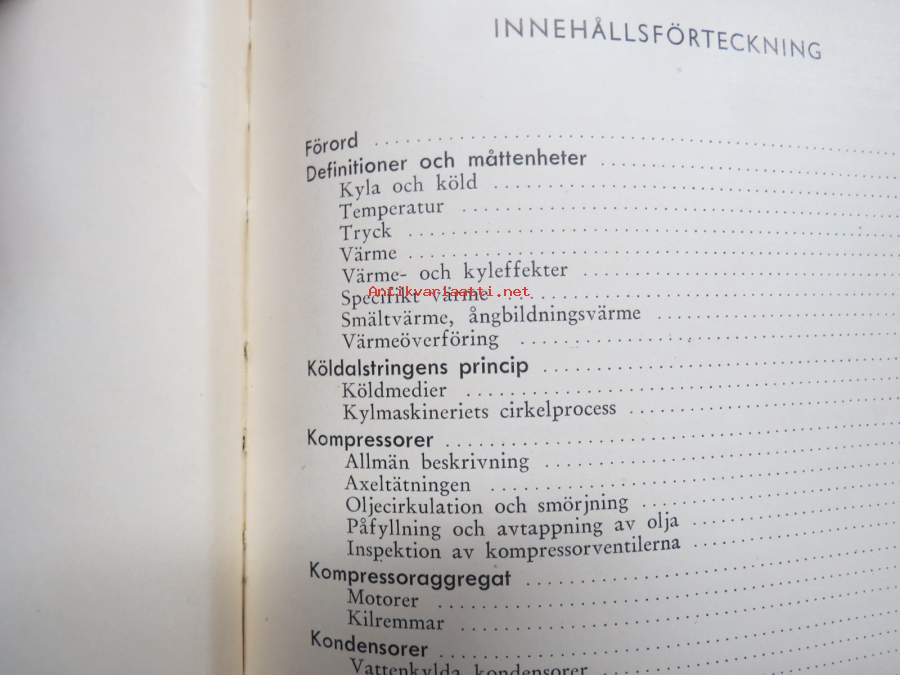 INNEHÅLLSFÖRTECKNING
Förord
Definitioner och måttenheter
Kyla och köld
Temperatur
Tryck
Värme
Värme- och kyleffekter
Antikvariaatti.net
Specifikt värme
Smältvärme, ångbildningsvärme
Värmeöverföring
Köldalstringens princip
Köldmedier
Kylmaskineriets cirkelprocess
Kompressorer
Allmän beskrivning
Axeltätningen
Oljecirkulation och smörjning
Påfyllning och avtappning av olja
Inspektion av kompressorventilerna
Kompressoraggregat
Motorer
Kilremmar
Kondensorer
Vattenkylda kondensorer